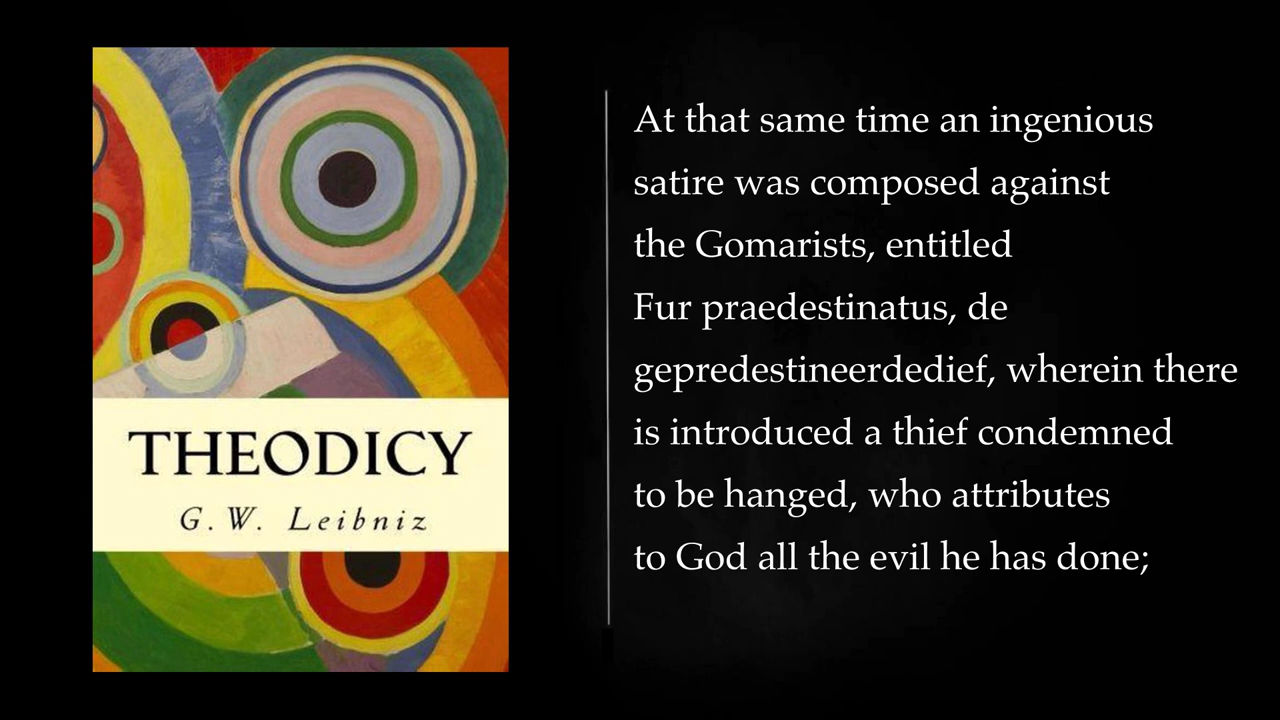 THEODICY
G.W. Leibniz
At that same time an ingenious
satire was composed against
the Gomarists, entitled
Fur praedestinatus, de
gepredestineerdedief, wherein there
is introduced a thief condemned
to be hanged, who attributes
to God all the evil he has done;